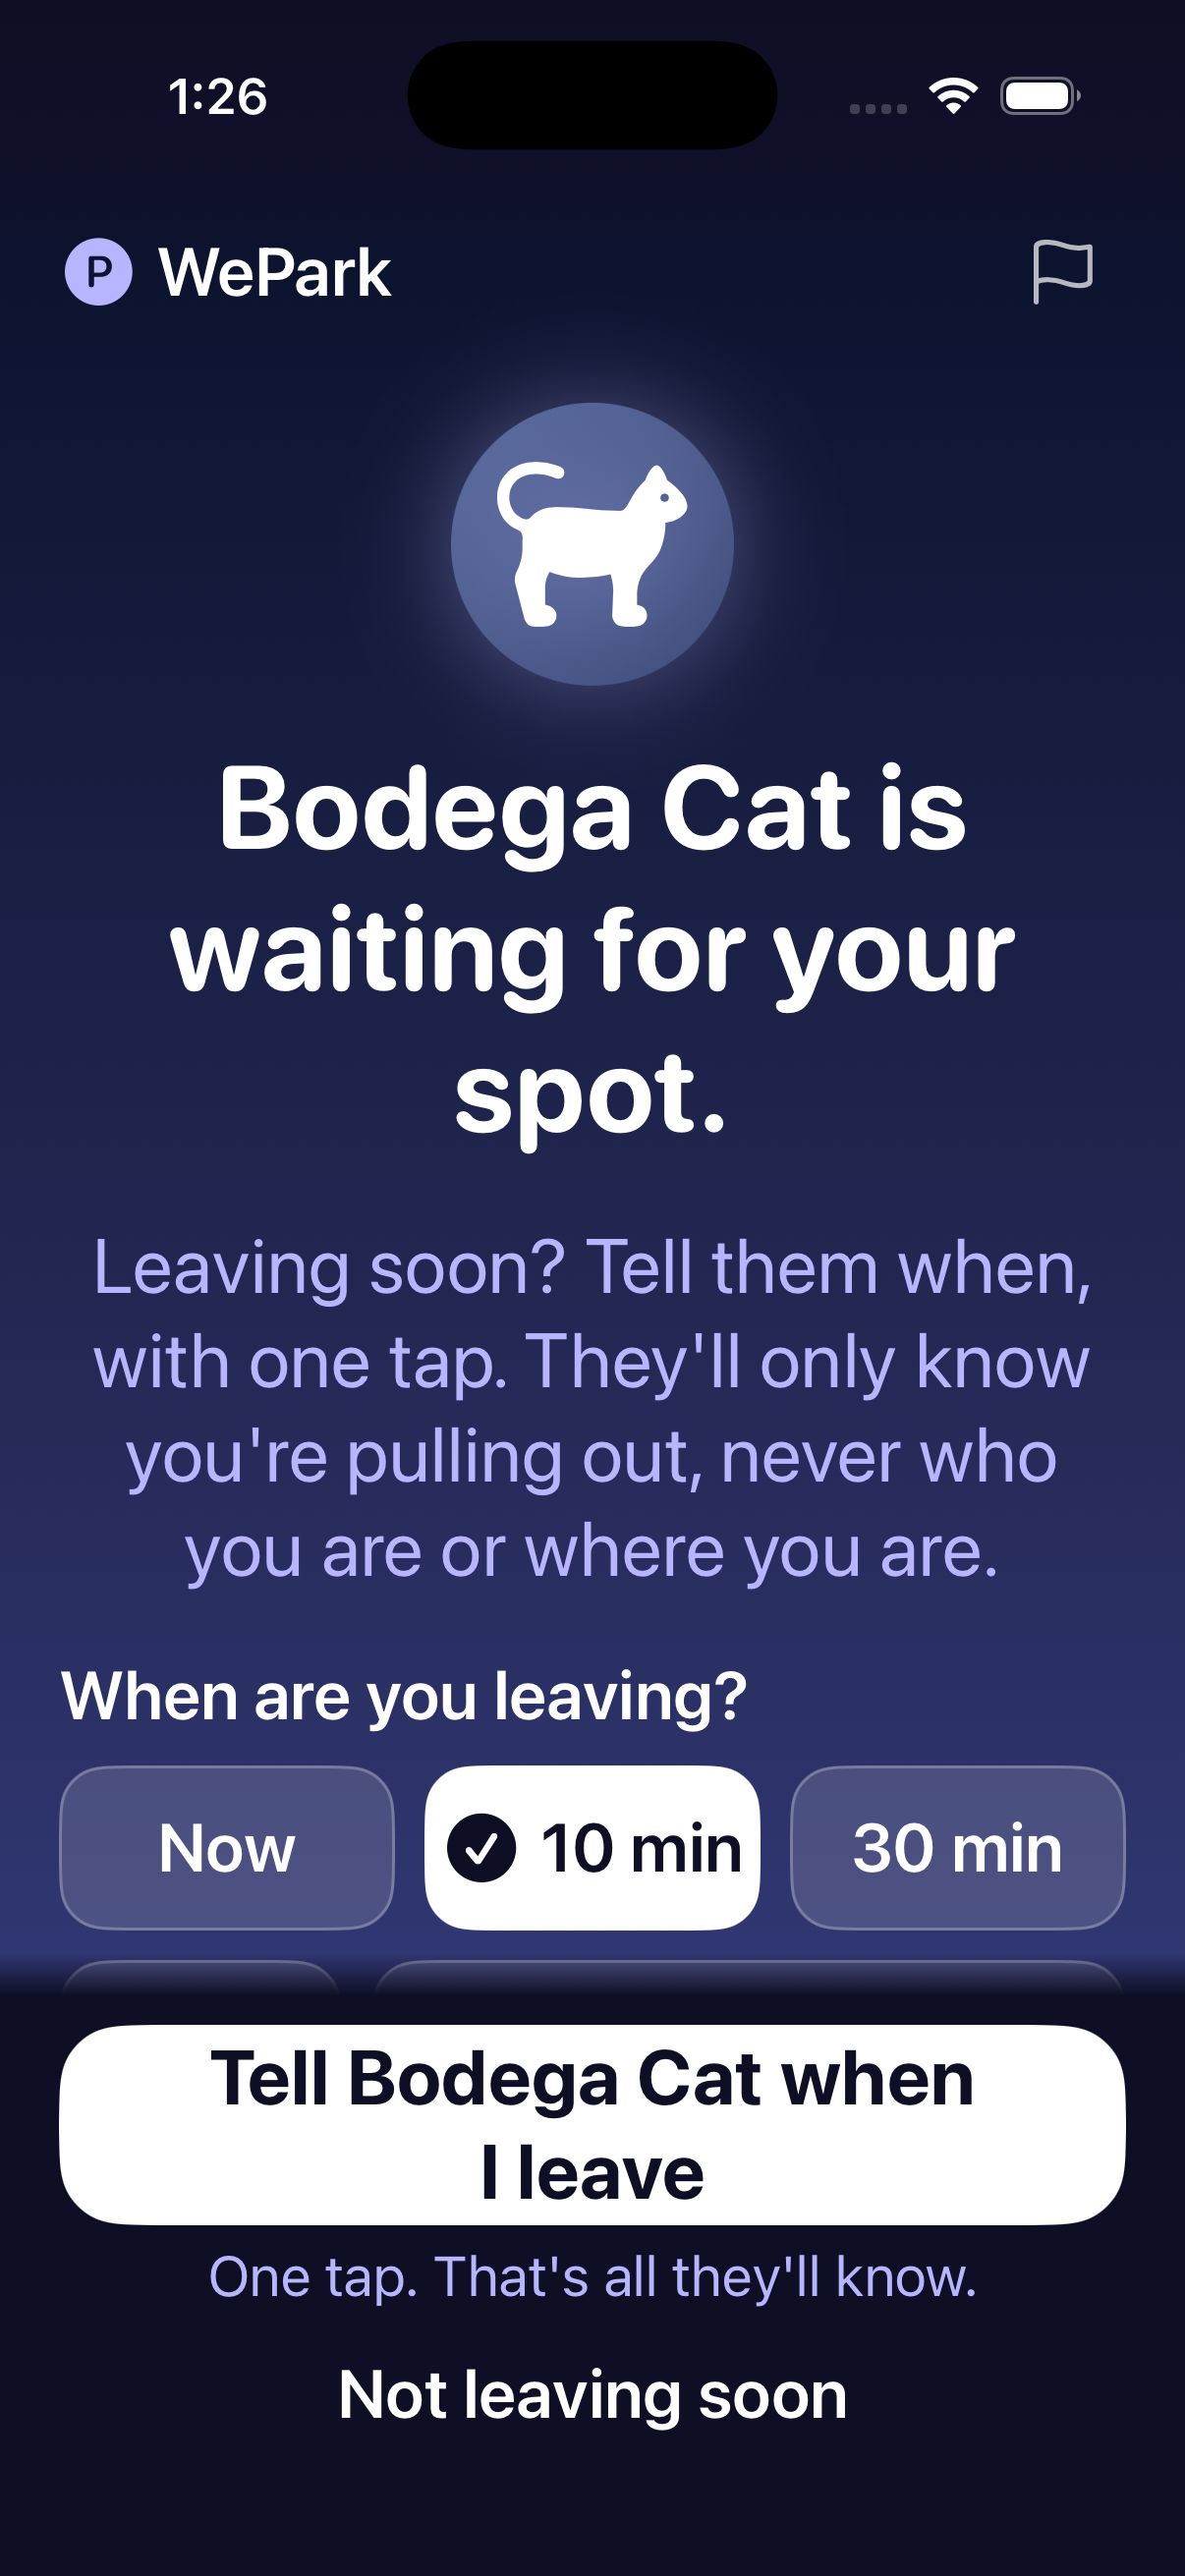 1:26
P WePark
Bodega Cat is
waiting for your
spot.
Leaving soon? Tell them when,
with one tap. They'll only know
you're pulling out, never who
you are or where you are.
When are you leaving?
Now
10 min
30 min
Tell Bodega Cat when
I leave
One tap. That's all they'll know.
Not leaving soon